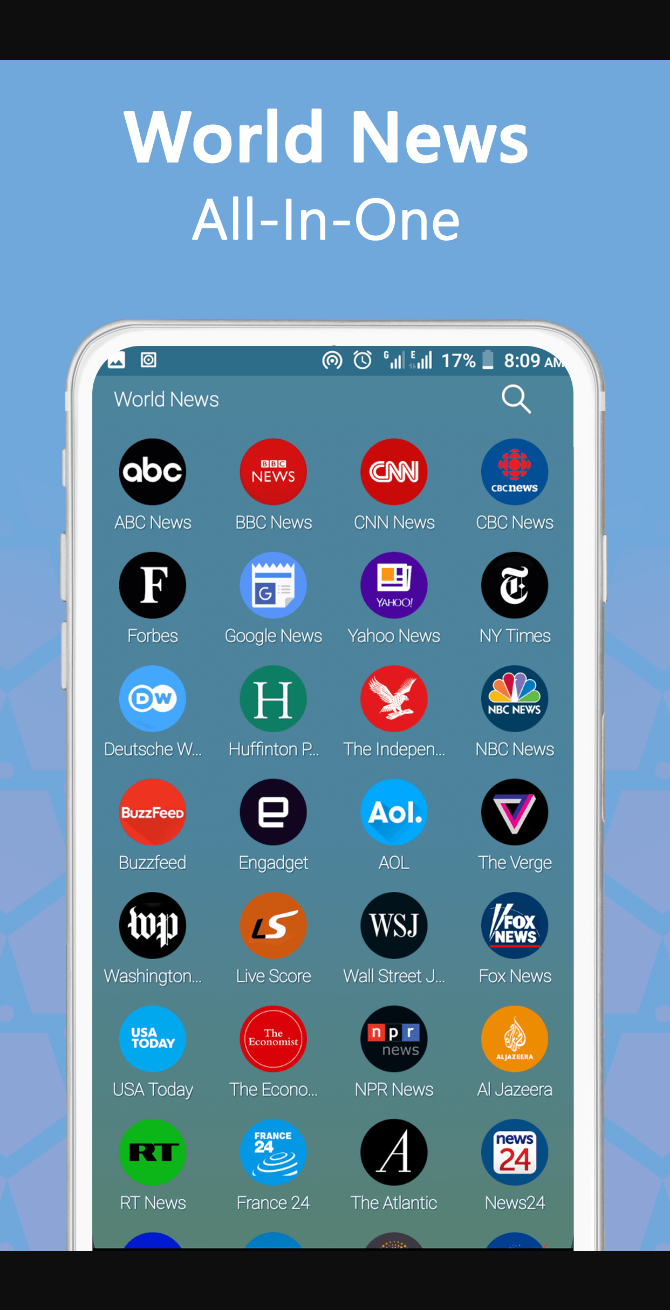 World News
All-In-One
G E 17% 8:09 AM
World News
abc BBC NEWS CNN CBCnews
ABC News BBC News CNN News CBC News
F G YAHOO! T
Forbes Google News Yahoo News NY Times
DW H NBC NEWS
Deutsche W... Huffinton P... The Indepen... NBC News
BuzzFeed e Aol.
Buzzfeed Engadget AOL The Verge
wp LS WSJ FOX NEWS
Washington... Live Score Wall Street J... Fox News
USA TODAY The Economist npr news ALJAZEERA
USA Today The Econo... NPR News Al Jazeera
RT FRANCE 24 A news 24
RT News France 24 The Atlantic News24